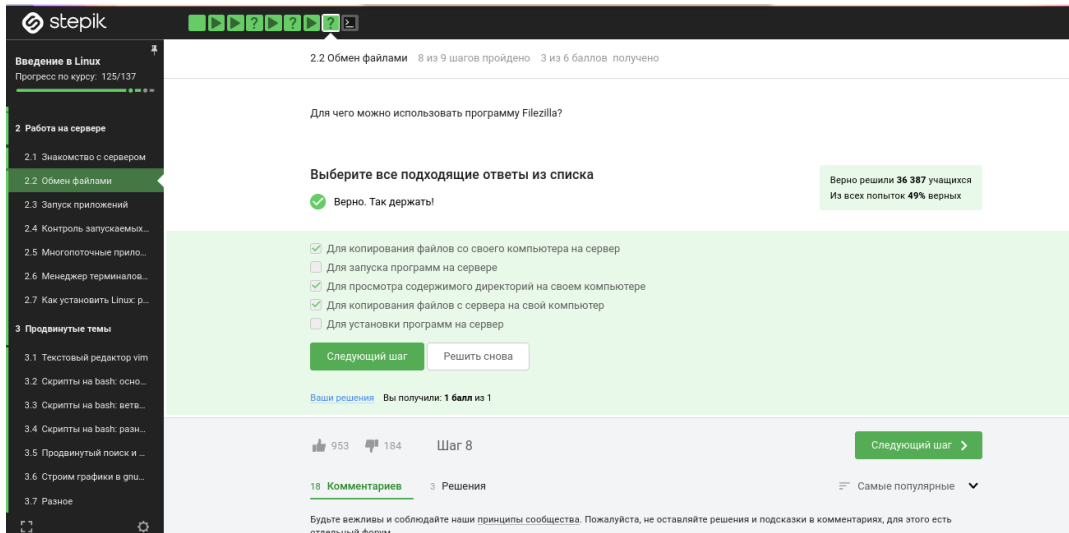 stepik
Введение в Linux
Прогресс по курсу: 125/137
2 Работа на сервере
2.1 Знакомство с сервером
2.2 Обмен файлами
2.3 Запуск приложений
2.4 Контроль запускаемых...
2.5 Многопоточные прило...
2.6 Менеджер терминалов...
2.7 Как установить Linux: р...
3 Продвинутые темы
3.1 Текстовый редактор vim
3.2 Скрипты на bash: осно...
3.3 Скрипты на bash: ветв...
3.4 Скрипты на bash: разн...
3.5 Продвинутый поиск и ...
3.6 Строим графики в gnu...
3.7 Разное
2.2 Обмен файлами 8 из 9 шагов пройдено 3 из 6 баллов получено
Для чего можно использовать программу Filezilla?
Выберите все подходящие ответы из списка
Верно. Так держать!
Верно решили 36 387 учащихся
Из всех попыток 49% верных
Для копирования файлов со своего компьютера на сервер
Для запуска программ на сервере
Для просмотра содержимого директорий на своем компьютере
Для копирования файлов с сервера на свой компьютер
Для установки программ на сервер
Следующий шаг Решить снова
Ваши решения Вы получили: 1 балл из 1
953 184 Шаг 8 Следующий шаг
18 Комментариев 3 Решения Самые популярные
Будьте вежливы и соблюдайте наши принципы сообщества. Пожалуйста, не оставляйте решения и подсказки в комментариях, для этого есть
отдельный форум.